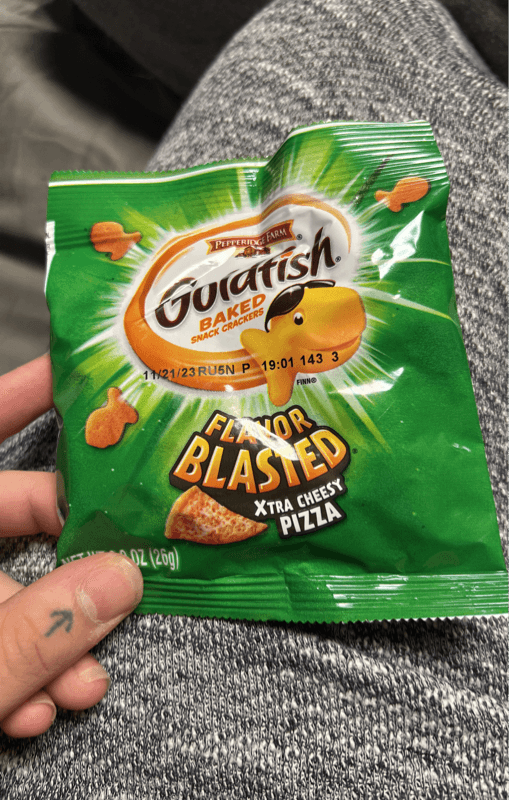 PEPPERIDGE FARM
Goldfish®
BAKED
SNACK CRACKERS
11/21/23 RU5N P 19:01 143 3
FINN®
FLAVOR
BLASTED®
XTRA CHEESY
PIZZA
OZ (26g)